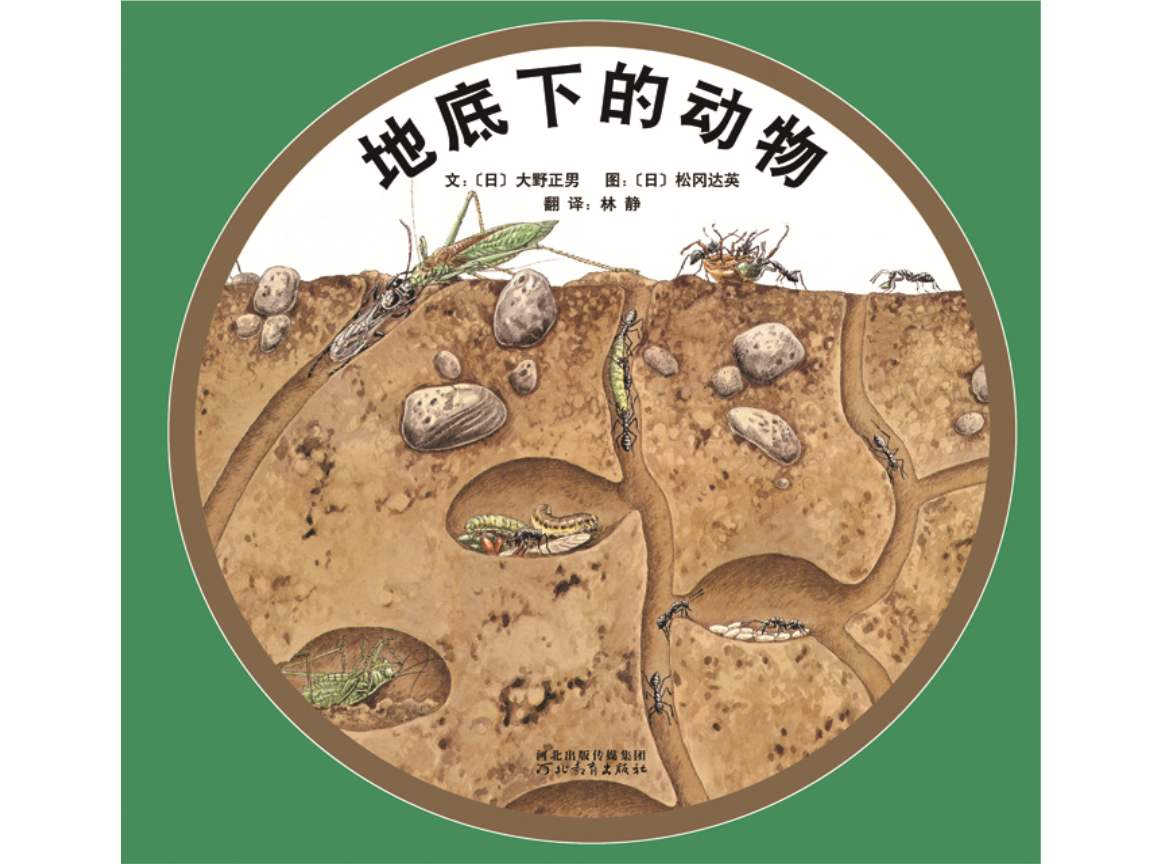 地底下的动物
文：〔日〕大野正男 图：〔日〕松冈达英
翻 译：林 静
河北出版传媒集团
河北教育出版社